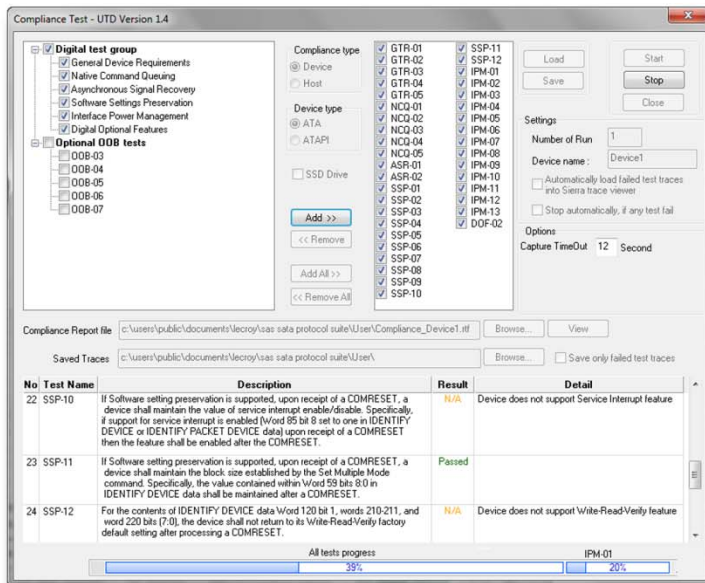 Compliance Test - UTD Version 1.4
Digital test group
General Device Requirements
Native Command Queuing
Asynchronous Signal Recovery
Software Settings Preservation
Interface Power Management
Digital Optional Features
Optional OOB tests
OOB-03
OOB-04
OOB-05
OOB-06
OOB-07
Compliance type
Device
Host
Device type
ATA
ATAPI
SSD Drive
Add >>
<< Remove
Add All >>
<< Remove All
GTR-01
GTR-02
GTR-03
GTR-04
GTR-05
NCQ-01
NCQ-02
NCQ-03
NCQ-04
NCQ-05
ASR-01
ASR-02
SSP-01
SSP-02
SSP-03
SSP-04
SSP-05
SSP-06
SSP-07
SSP-08
SSP-09
SSP-10
SSP-11
SSP-12
IPM-01
IPM-02
IPM-03
IPM-04
IPM-05
IPM-06
IPM-07
IPM-08
IPM-09
IPM-10
IPM-11
IPM-12
IPM-13
DOF-02
Load
Save
Start
Stop
Close
Settings
Number of Run 1
Device name : Device1
Automatically load failed test traces
into Sierra trace viewer
Stop automatically, if any test fail
Options
Capture TimeOut 12 Second
Compliance Report file c:\users\public\documents\lecroy\sas sata protocol suite\User\Compliance_Device1.rtf Browse... View
Saved Traces c:\users\public\documents\lecroy\sas sata protocol suite\User\ Browse... Save only failed test traces
No Test Name Description Result Detail
22 SSP-10 If Software setting preservation is supported, upon receipt of a COMRESET, a N/A Device does not support Service Interrupt feature
device shall maintain the value of service interrupt enable/disable. Specifically,
if support for service interrupt is enabled (Word 85 bit 8 set to one in IDENTIFY
DEVICE or IDENTIFY PACKET DEVICE data) upon receipt of a COMRESET
then the feature shall be enabled after the COMRESET.
23 SSP-11 If Software setting preservation is supported, upon receipt of a COMRESET, a Passed
device shall maintain the block size established by the Set Multiple Mode
command. Specifically, the value contained within Word 59 bits 8:0 in
IDENTIFY DEVICE data shall be maintained after a COMRESET.
24 SSP-12 For the contents of IDENTIFY DEVICE data Word 120 bit 1, words 210-211, and N/A Device does not support Write-Read-Verify feature
word 220 bits (7:0), the device shall not return to its Write-Read-Verify factory
default setting after processing a COMRESET.
All tests progress IPM-01
39% 20%